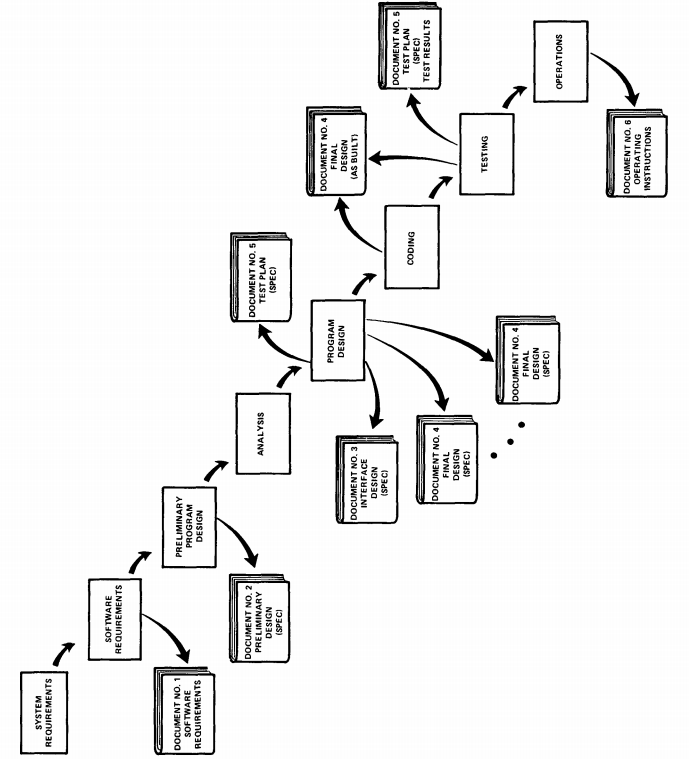 SYSTEM
REQUIREMENTS
SOFTWARE
REQUIREMENTS
DOCUMENT NO. 1
SOFTWARE
REQUIREMENTS
PRELIMINARY
PROGRAM
DESIGN
DOCUMENT NO. 2
PRELIMINARY
DESIGN
(SPEC)
ANALYSIS
PROGRAM
DESIGN
DOCUMENT NO. 5
TEST PLAN
(SPEC)
DOCUMENT NO. 3
INTERFACE
DESIGN
(SPEC)
DOCUMENT NO. 4
FINAL
DESIGN
(SPEC)
DOCUMENT NO. 4
FINAL
DESIGN
(SPEC)
CODING
DOCUMENT NO. 4
FINAL
DESIGN
(AS BUILT)
TESTING
DOCUMENT NO. 5
TEST PLAN
(SPEC)
TEST RESULTS
OPERATIONS
DOCUMENT NO. 6
OPERATING
INSTRUCTIONS